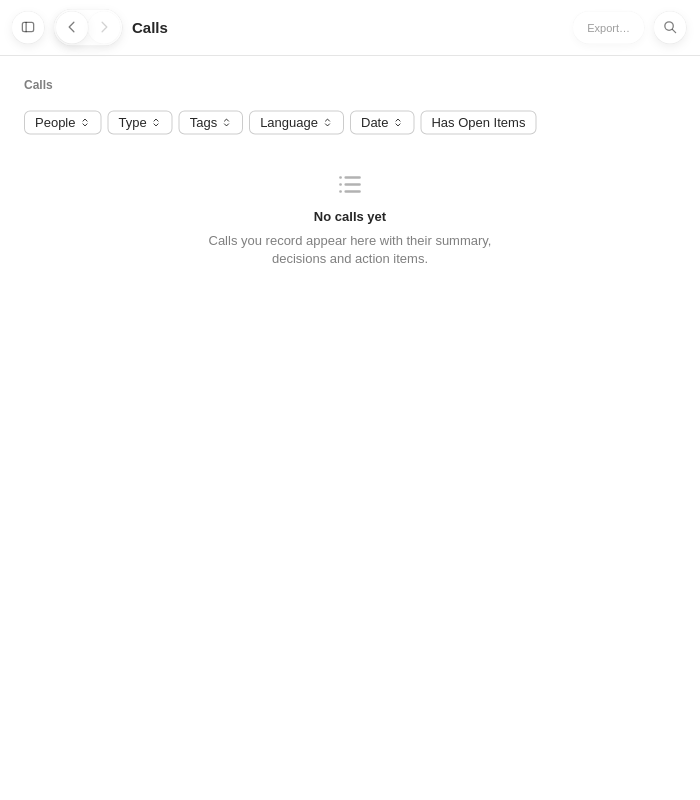 Calls
Export…
Calls
People
Type
Tags
Language
Date
Has Open Items
No calls yet
Calls you record appear here with their summary,
decisions and action items.